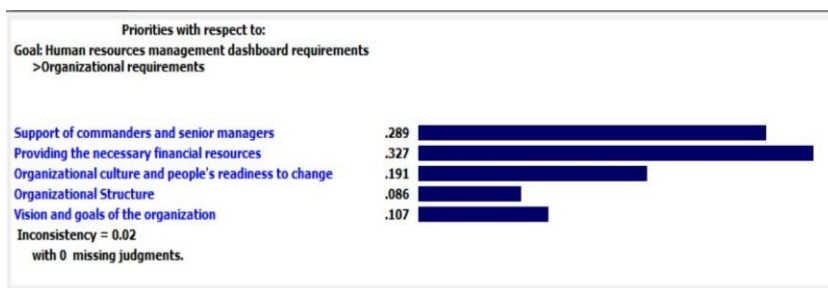 Priorities with respect to:
Goal: Human resources management dashboard requirements
>Organizational requirements
Support of commanders and senior managers .289
Providing the necessary financial resources .327
Organizational culture and people's readiness to change .191
Organizational Structure .086
Vision and goals of the organization .107
Inconsistency = 0.02
with 0 missing judgments.